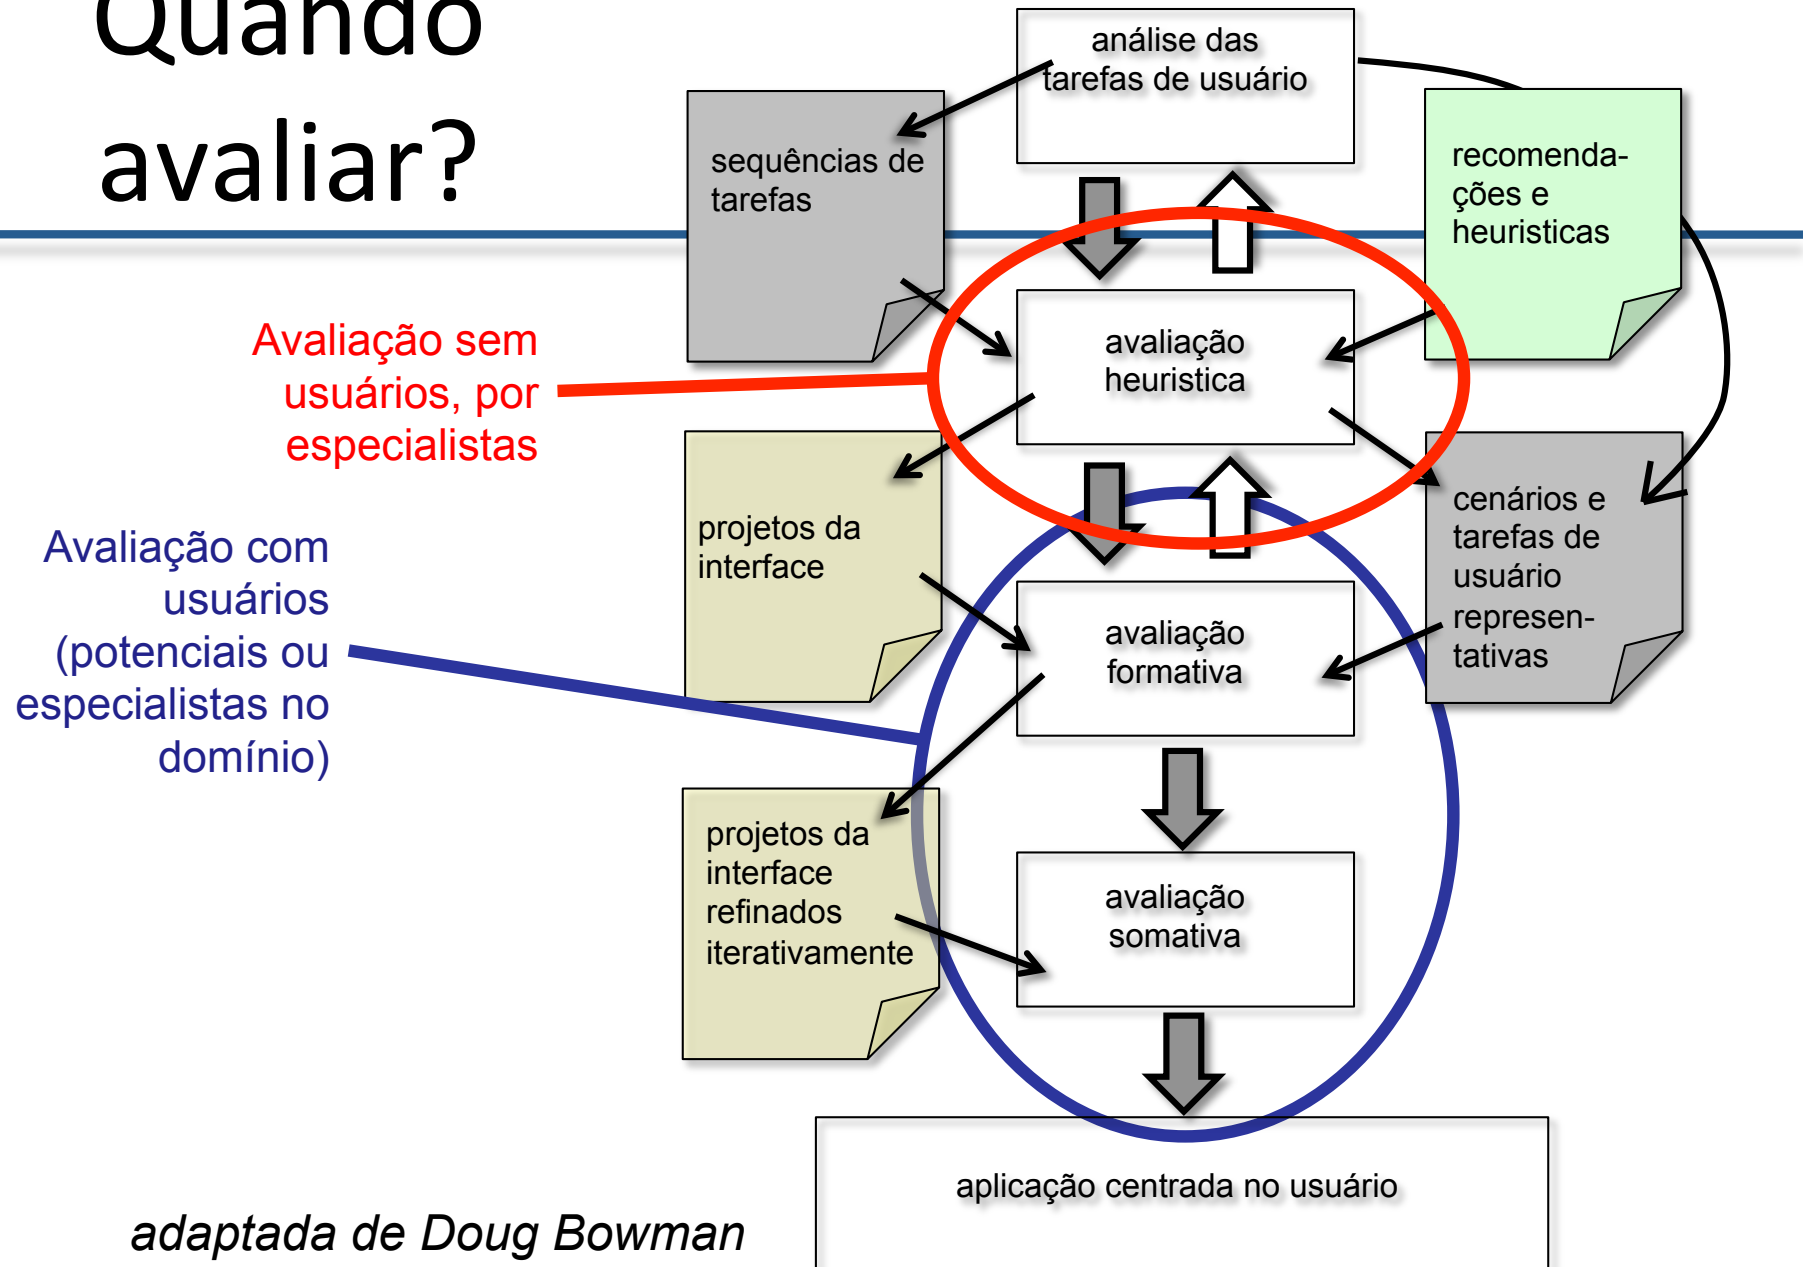 Quando
avaliar?
análise das
tarefas de usuário
sequências de
tarefas
recomenda-
ções e
heuristicas
Avaliação sem
usuários, por
especialistas
avaliação
heuristica
projetos da
interface
cenários e
tarefas de
usuário
represen-
tativas
Avaliação com
usuários
(potenciais ou
especialistas no
domínio)
avaliação
formativa
projetos da
interface
refinados
iterativamente
avaliação
somativa
aplicação centrada no usuário
adaptada de Doug Bowman